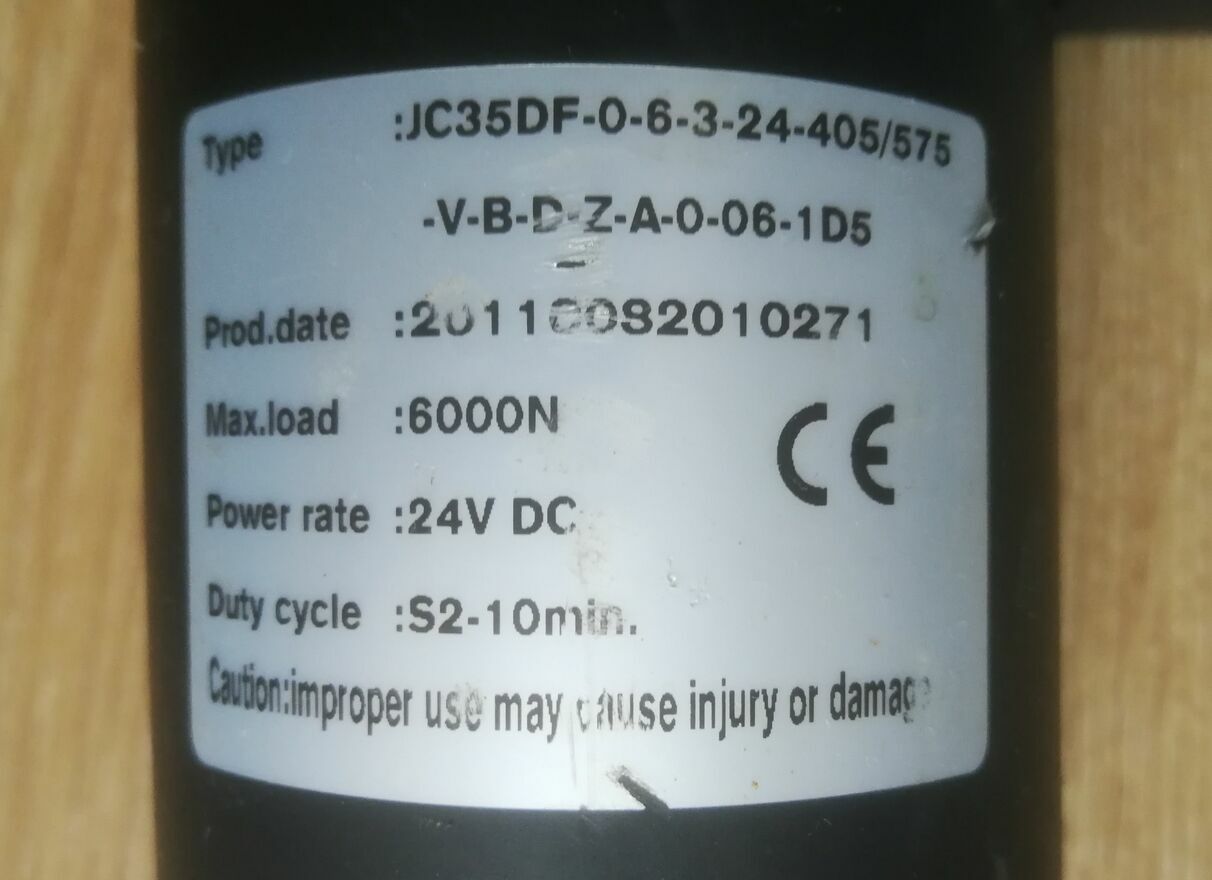 Type :JC35DF-0-6-3-24-405/575
-V-B-D-Z-A-0-06-1D5
Prod.date
Max.load :6000N
CE
Power rate :24V DC
Duty cycle :S2-10min.
Caution:improper use may cause injury or damage